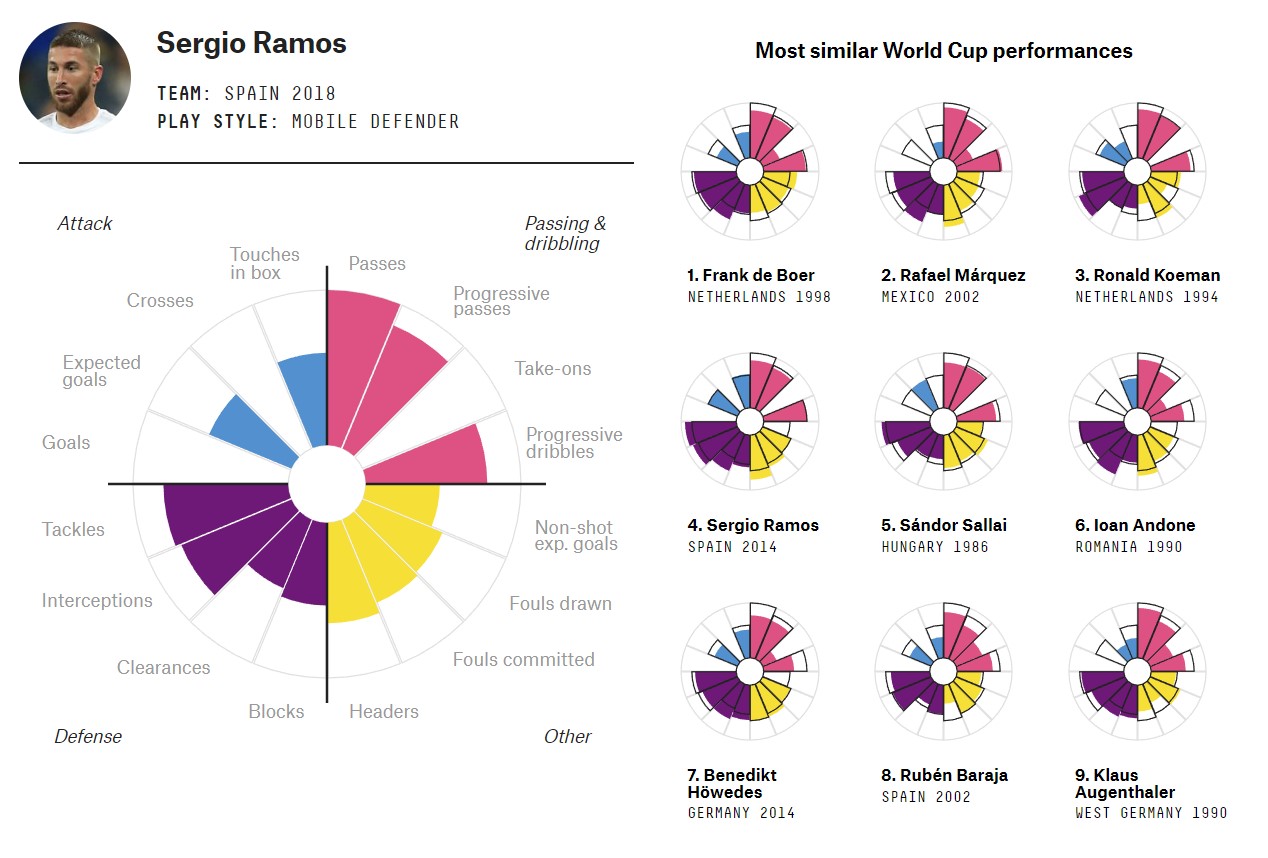 Sergio Ramos
TEAM: SPAIN 2018
PLAY STYLE: MOBILE DEFENDER
Attack
Passing &
dribbling
Touches
in box
Passes
Crosses
Progressive
passes
Expected
goals
Take-ons
Goals
Progressive
dribbles
Tackles
Non-shot
exp. goals
Interceptions
Fouls drawn
Clearances
Fouls committed
Blocks
Headers
Defense
Other
Most similar World Cup performances
1. Frank de Boer
NETHERLANDS 1998
2. Rafael Márquez
MEXICO 2002
3. Ronald Koeman
NETHERLANDS 1994
4. Sergio Ramos
SPAIN 2014
5. Sándor Sallai
HUNGARY 1986
6. Ioan Andone
ROMANIA 1990
7. Benedikt
Höwedes
GERMANY 2014
8. Rubén Baraja
SPAIN 2002
9. Klaus
Augenthaler
WEST GERMANY 1990